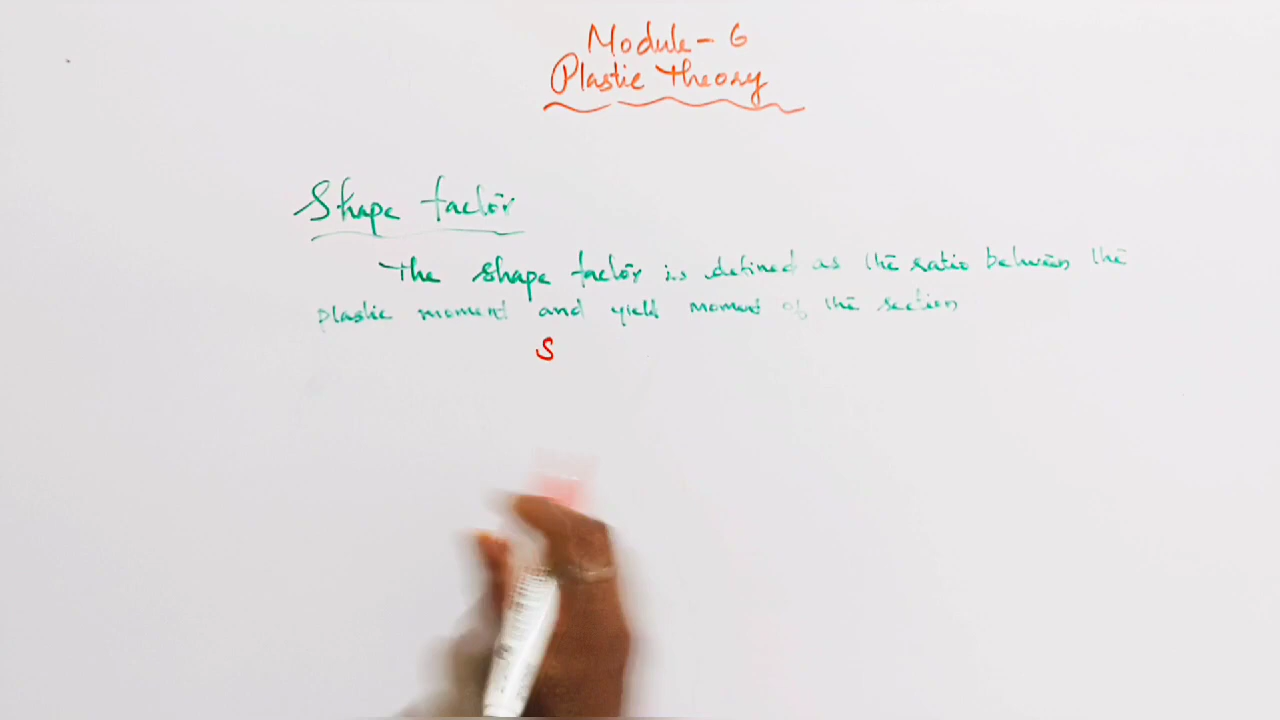 Module - 6
Plastic Theory
Shape factor
The shape factor is defined as the ratio between the
plastic moment and yield moment of the section
S